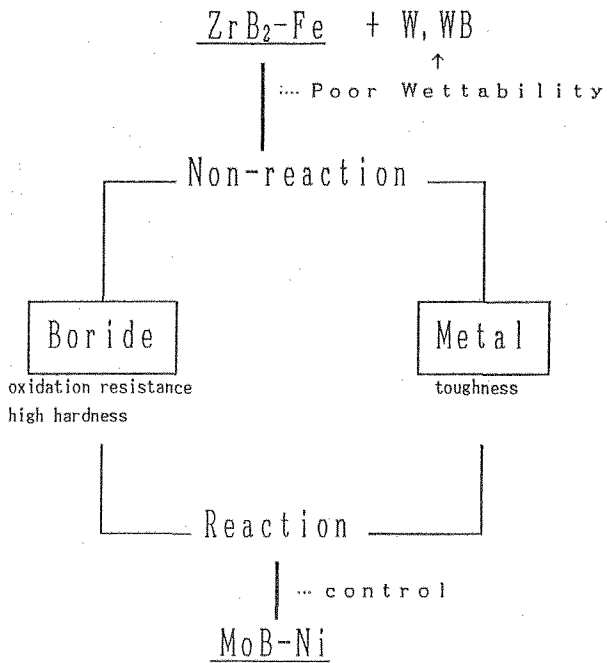 ZrB₂-Fe + W, WB
↑
:... Poor Wettability
Non-reaction
Boride Metal
oxidation resistance toughness
high hardness
Reaction
... control
MoB-Ni